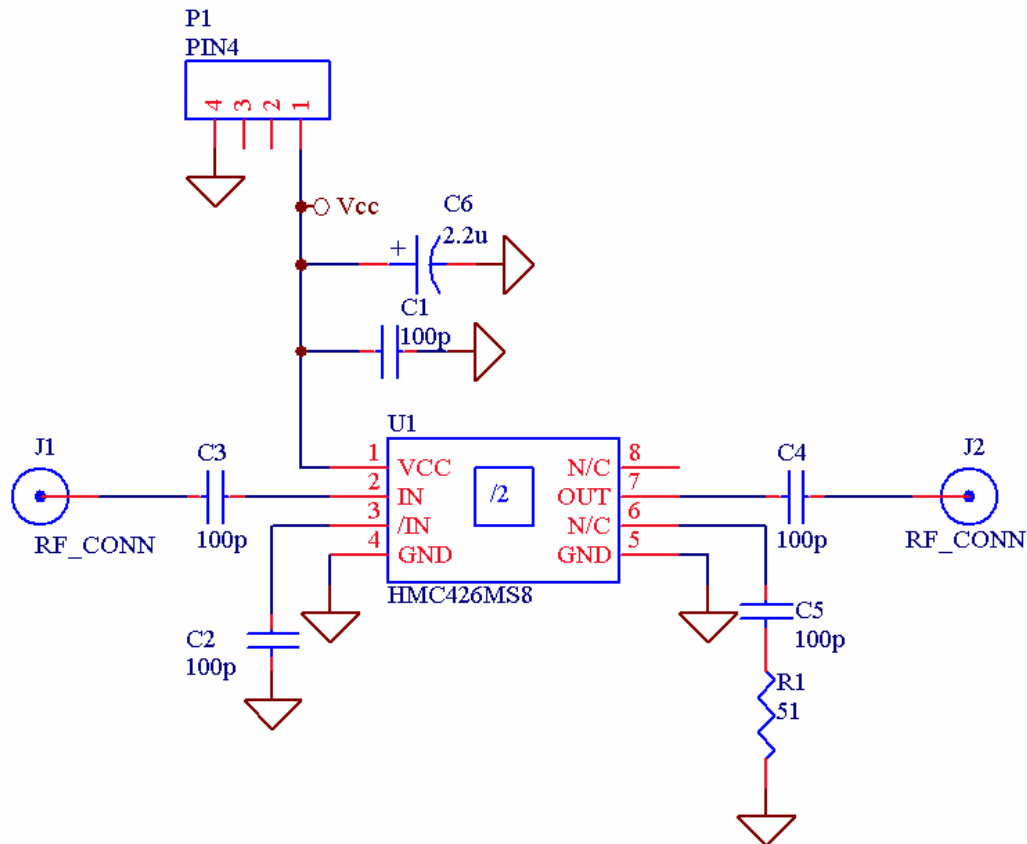 P1
PIN4
4 3 2 1
Vcc
C6
+ 2.2u
C1
100p
U1
J1
C3
C4
J2
1 VCC
N/C 8
2 IN
/2
OUT 7
3 /IN
N/C 6
4 GND
GND 5
RF_CONN
100p
100p
RF_CONN
HMC426MS8
C2
100p
C5
100p
R1
51